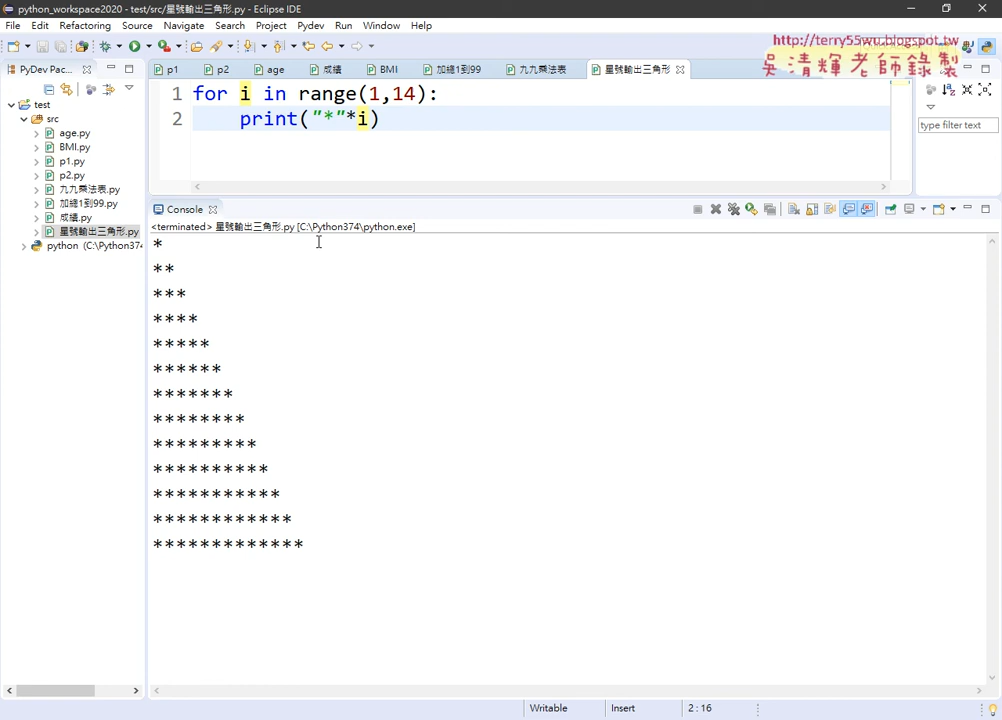 python_workspace2020 - test/src/星號輸出三角形.py - Eclipse IDE
File Edit Refactoring Source Navigate Search Project Pydev Run Window Help
http://terry55wu.blogspot.tw
吳清輝老師錄製
PyDev Pac...
p1 p2 age 成績 BMI 加總1到99 九九乘法表 星號輸出三角形
1 for i in range(1,14):
2     print("*"*i)
type filter text
test
src
age.py
BMI.py
p1.py
p2.py
九九乘法表.py
加總1到99.py
成績.py
星號輸出三角形.py
python (C:\Python374
Console
<terminated> 星號輸出三角形.py [C:\Python374\python.exe]
*
**
***
****
*****
******
*******
********
*********
**********
***********
************
*************
Writable Insert 2:16